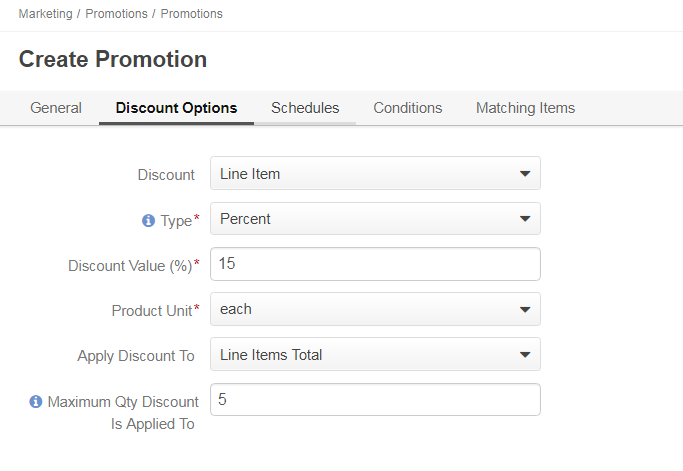 Marketing / Promotions / Promotions
Create Promotion
General Discount Options Schedules Conditions Matching Items
Discount Line Item
Type* Percent
Discount Value (%)* 15
Product Unit* each
Apply Discount To Line Items Total
Maximum Qty Discount 5
Is Applied To